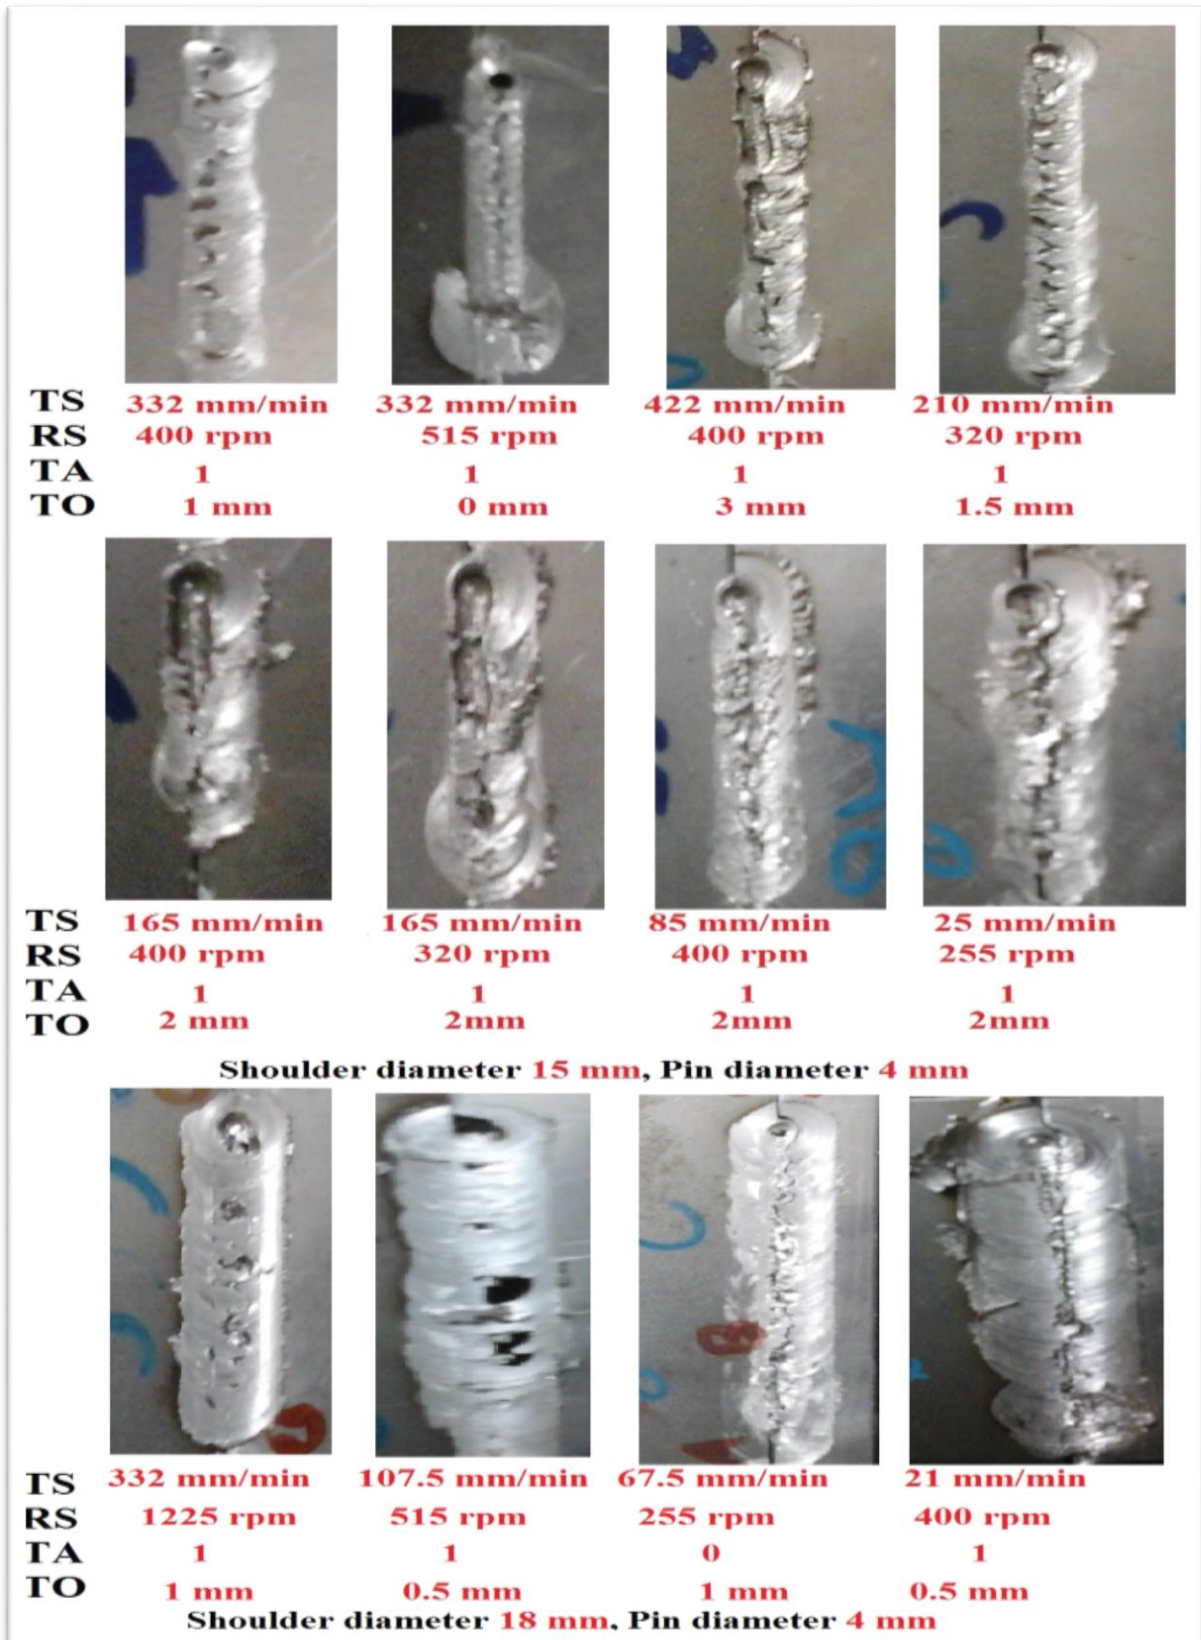 TS 332 mm/min 332 mm/min 422 mm/min 210 mm/min
RS 400 rpm 515 rpm 400 rpm 320 rpm
TA 1 1 1 1
TO 1 mm 0 mm 3 mm 1.5 mm
TS 165 mm/min 165 mm/min 85 mm/min 25 mm/min
RS 400 rpm 320 rpm 400 rpm 255 rpm
TA 1 1 1 1
TO 2 mm 2mm 2mm 2mm
Shoulder diameter 15 mm, Pin diameter 4 mm
TS 332 mm/min 107.5 mm/min 67.5 mm/min 21 mm/min
RS 1225 rpm 515 rpm 255 rpm 400 rpm
TA 1 1 0 1
TO 1 mm 0.5 mm 1 mm 0.5 mm
Shoulder diameter 18 mm, Pin diameter 4 mm